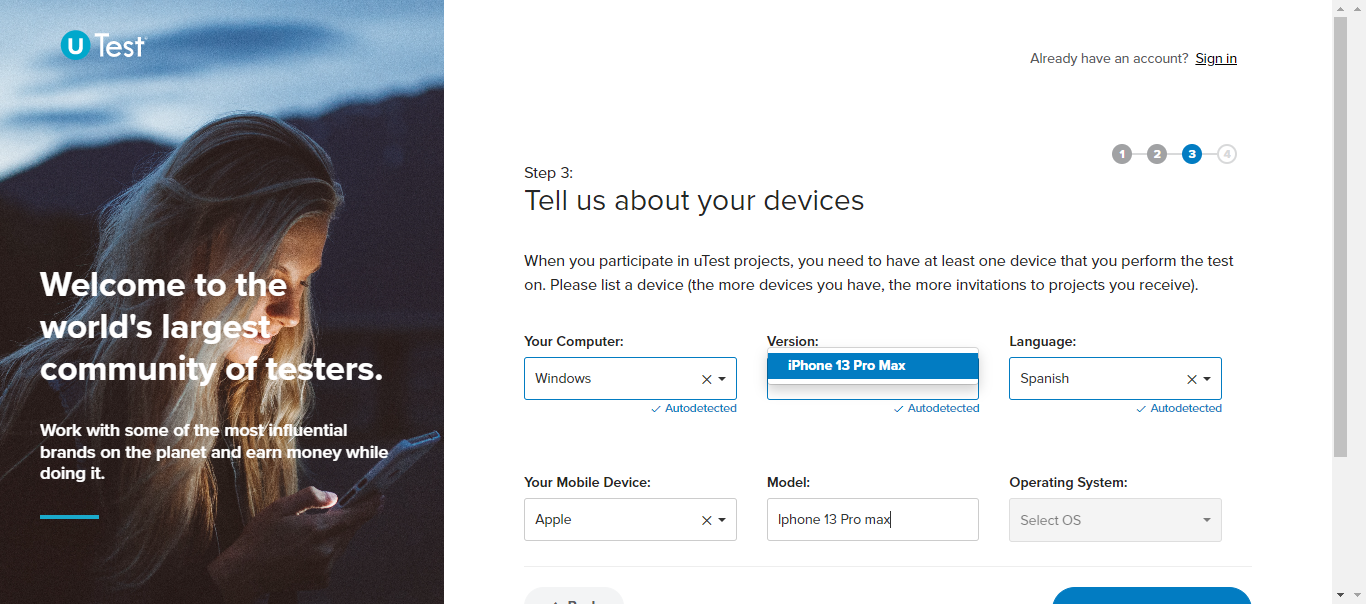 uTest
Already have an account? Sign in
1 2 3 4
Step 3:
Tell us about your devices
When you participate in uTest projects, you need to have at least one device that you perform the test
on. Please list a device (the more devices you have, the more invitations to projects you receive).
Welcome to the
world's largest
community of testers.
Work with some of the most influential
brands on the planet and earn money while
doing it.
Your Computer:
Windows
Autodetected
Version:
iPhone 13 Pro Max
Autodetected
Language:
Spanish
Autodetected
Your Mobile Device:
Apple
Model:
Iphone 13 Pro max
Operating System:
Select OS